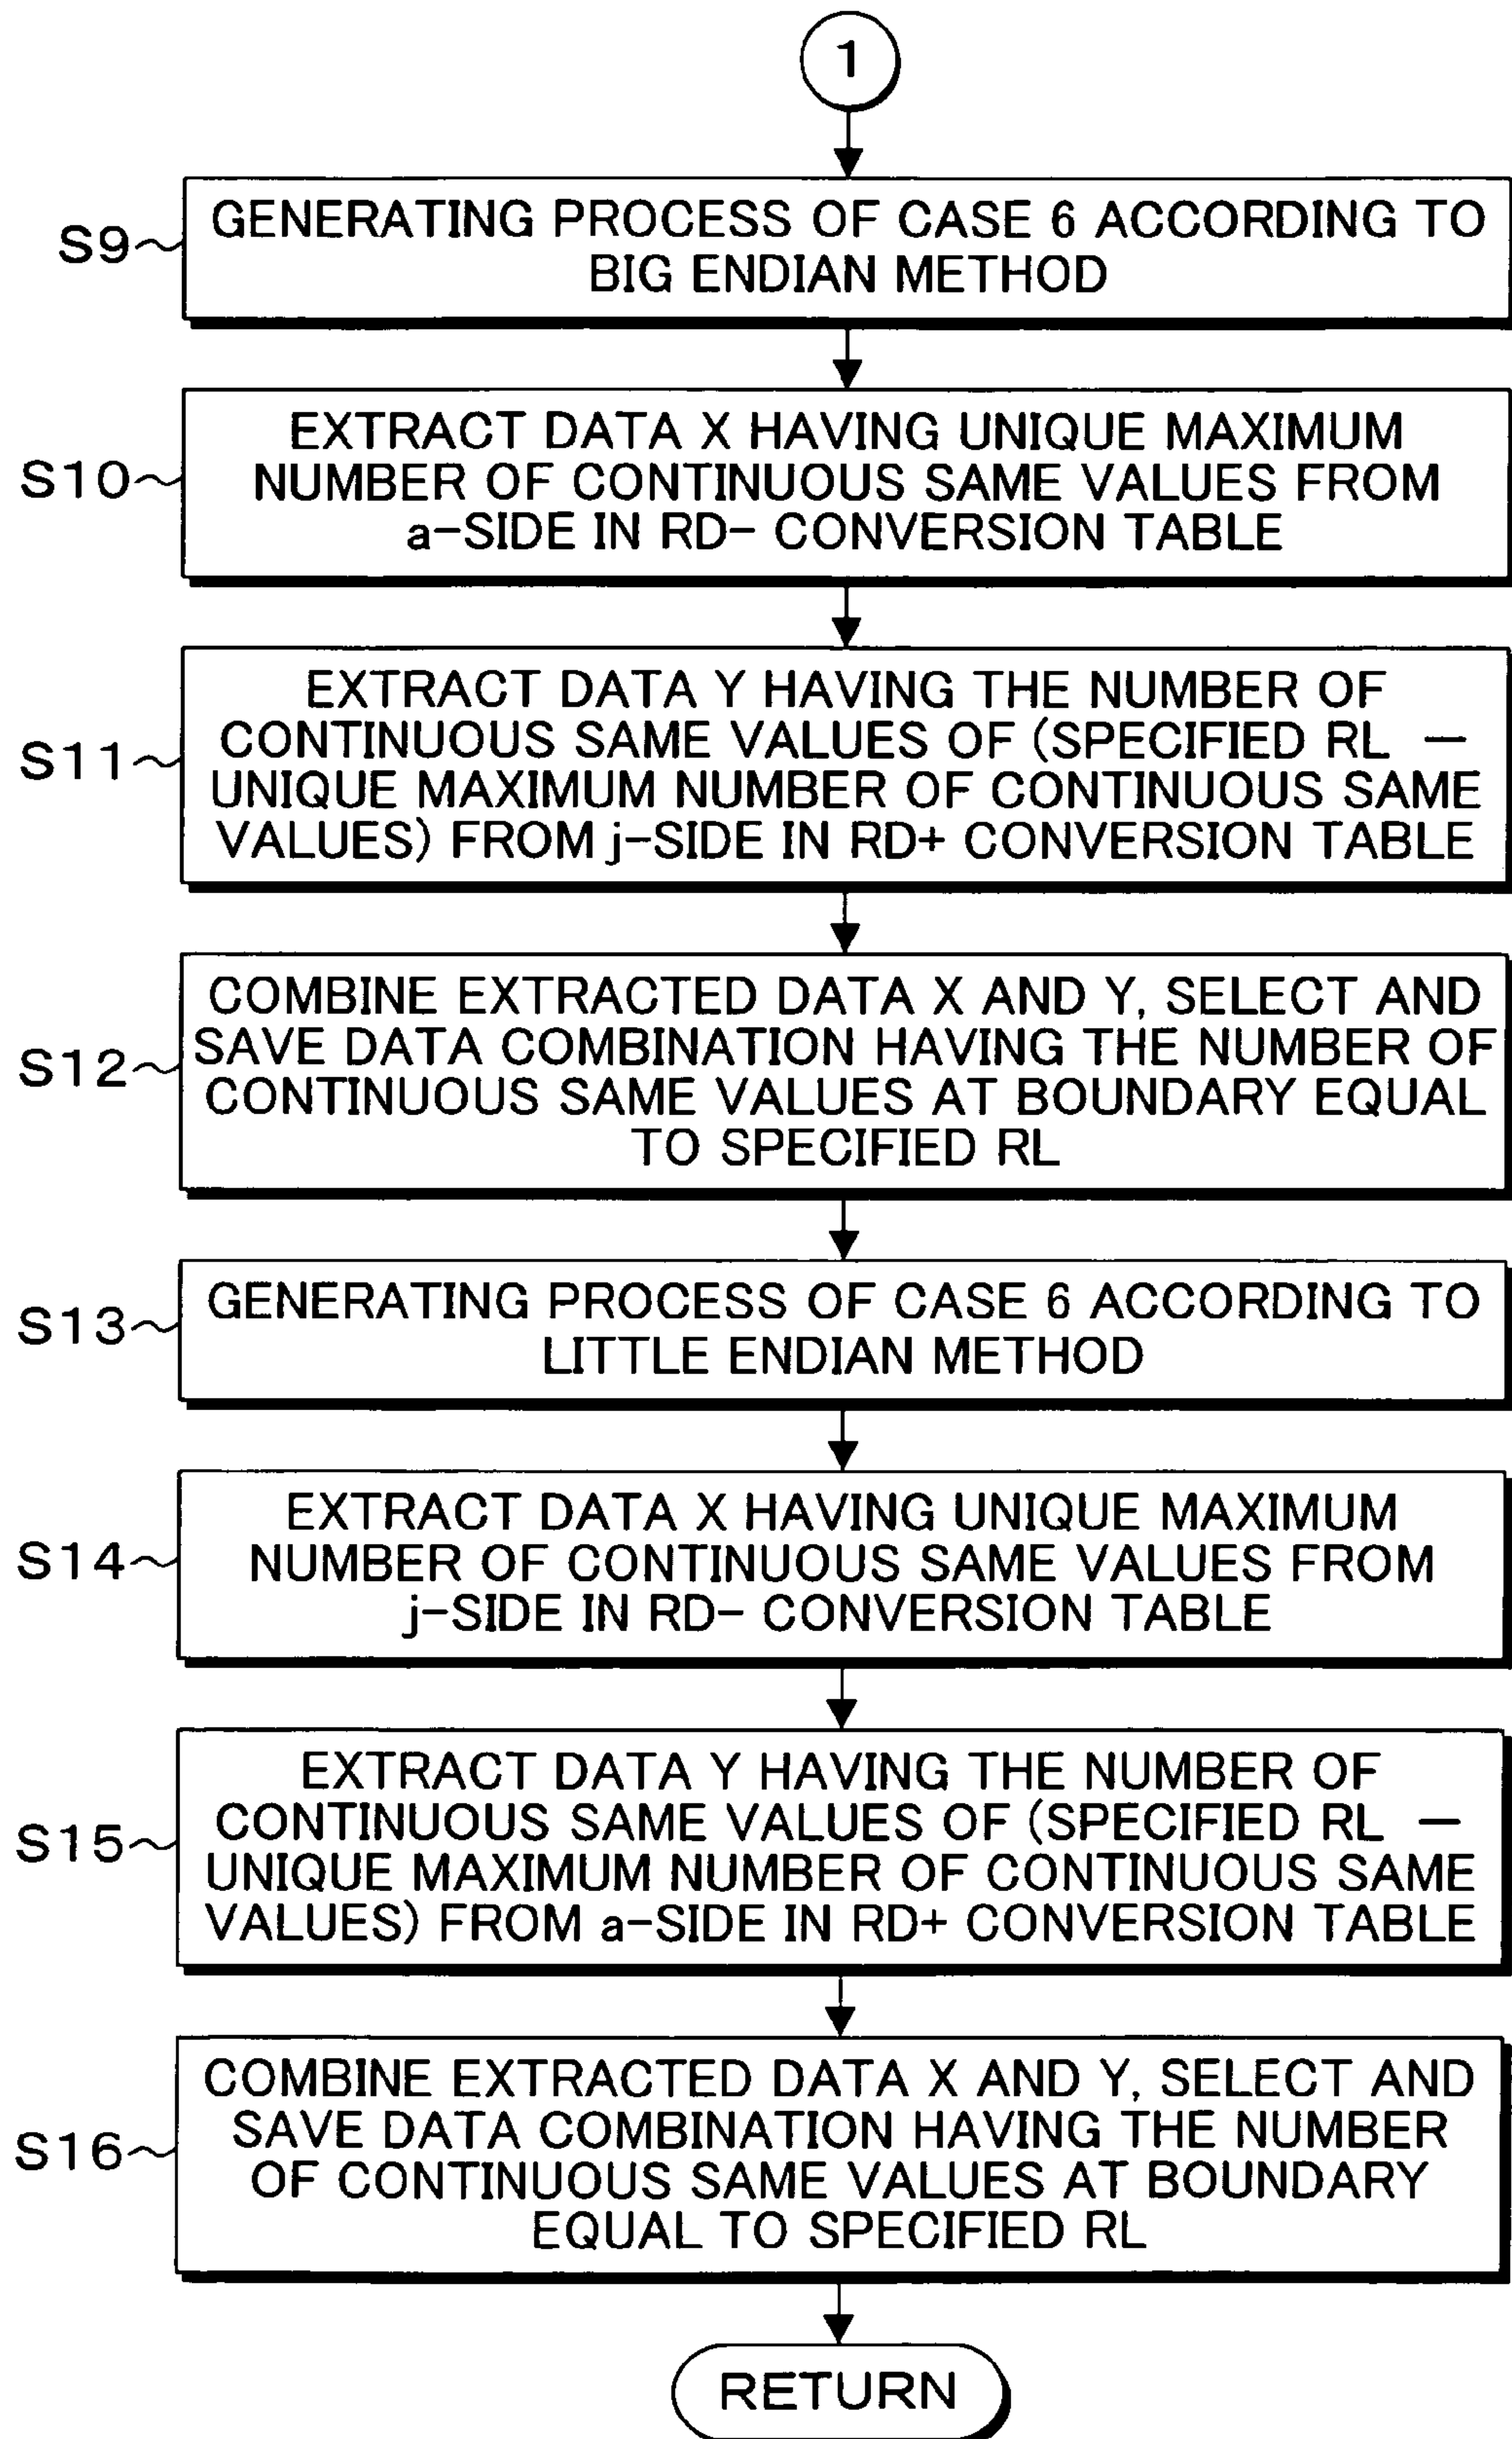 1
S9
GENERATING PROCESS OF CASE 6 ACCORDING TO
BIG ENDIAN METHOD
S10
EXTRACT DATA X HAVING UNIQUE MAXIMUM
NUMBER OF CONTINUOUS SAME VALUES FROM
a-SIDE IN RD- CONVERSION TABLE
S11
EXTRACT DATA Y HAVING THE NUMBER OF
CONTINUOUS SAME VALUES OF (SPECIFIED RL —
UNIQUE MAXIMUM NUMBER OF CONTINUOUS SAME
VALUES) FROM j-SIDE IN RD+ CONVERSION TABLE
S12
COMBINE EXTRACTED DATA X AND Y, SELECT AND
SAVE DATA COMBINATION HAVING THE NUMBER OF
CONTINUOUS SAME VALUES AT BOUNDARY EQUAL
TO SPECIFIED RL
S13
GENERATING PROCESS OF CASE 6 ACCORDING TO
LITTLE ENDIAN METHOD
S14
EXTRACT DATA X HAVING UNIQUE MAXIMUM
NUMBER OF CONTINUOUS SAME VALUES FROM
j-SIDE IN RD- CONVERSION TABLE
S15
EXTRACT DATA Y HAVING THE NUMBER OF
CONTINUOUS SAME VALUES OF (SPECIFIED RL —
UNIQUE MAXIMUM NUMBER OF CONTINUOUS SAME
VALUES) FROM a-SIDE IN RD+ CONVERSION TABLE
S16
COMBINE EXTRACTED DATA X AND Y, SELECT AND
SAVE DATA COMBINATION HAVING THE NUMBER
OF CONTINUOUS SAME VALUES AT BOUNDARY
EQUAL TO SPECIFIED RL
RETURN